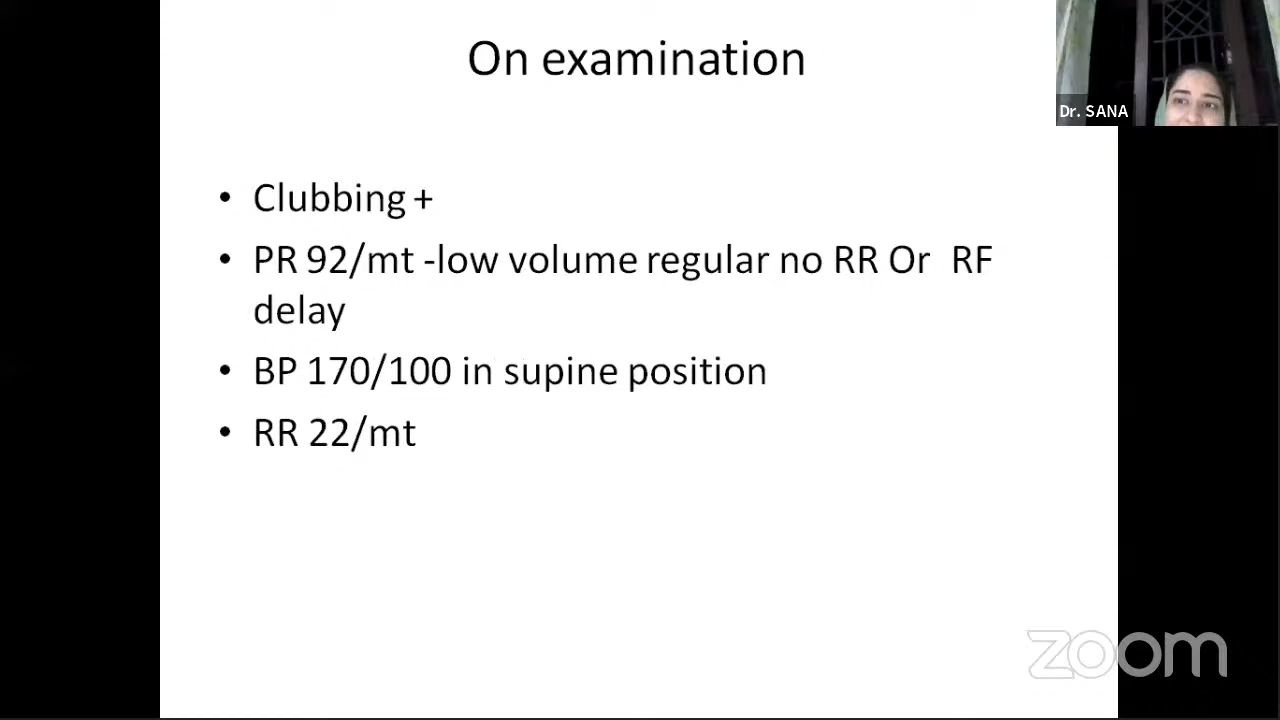 On examination
Dr. SANA
• Clubbing +
• PR 92/mt -low volume regular no RR Or  RF
delay
• BP 170/100 in supine position
• RR 22/mt
zoom